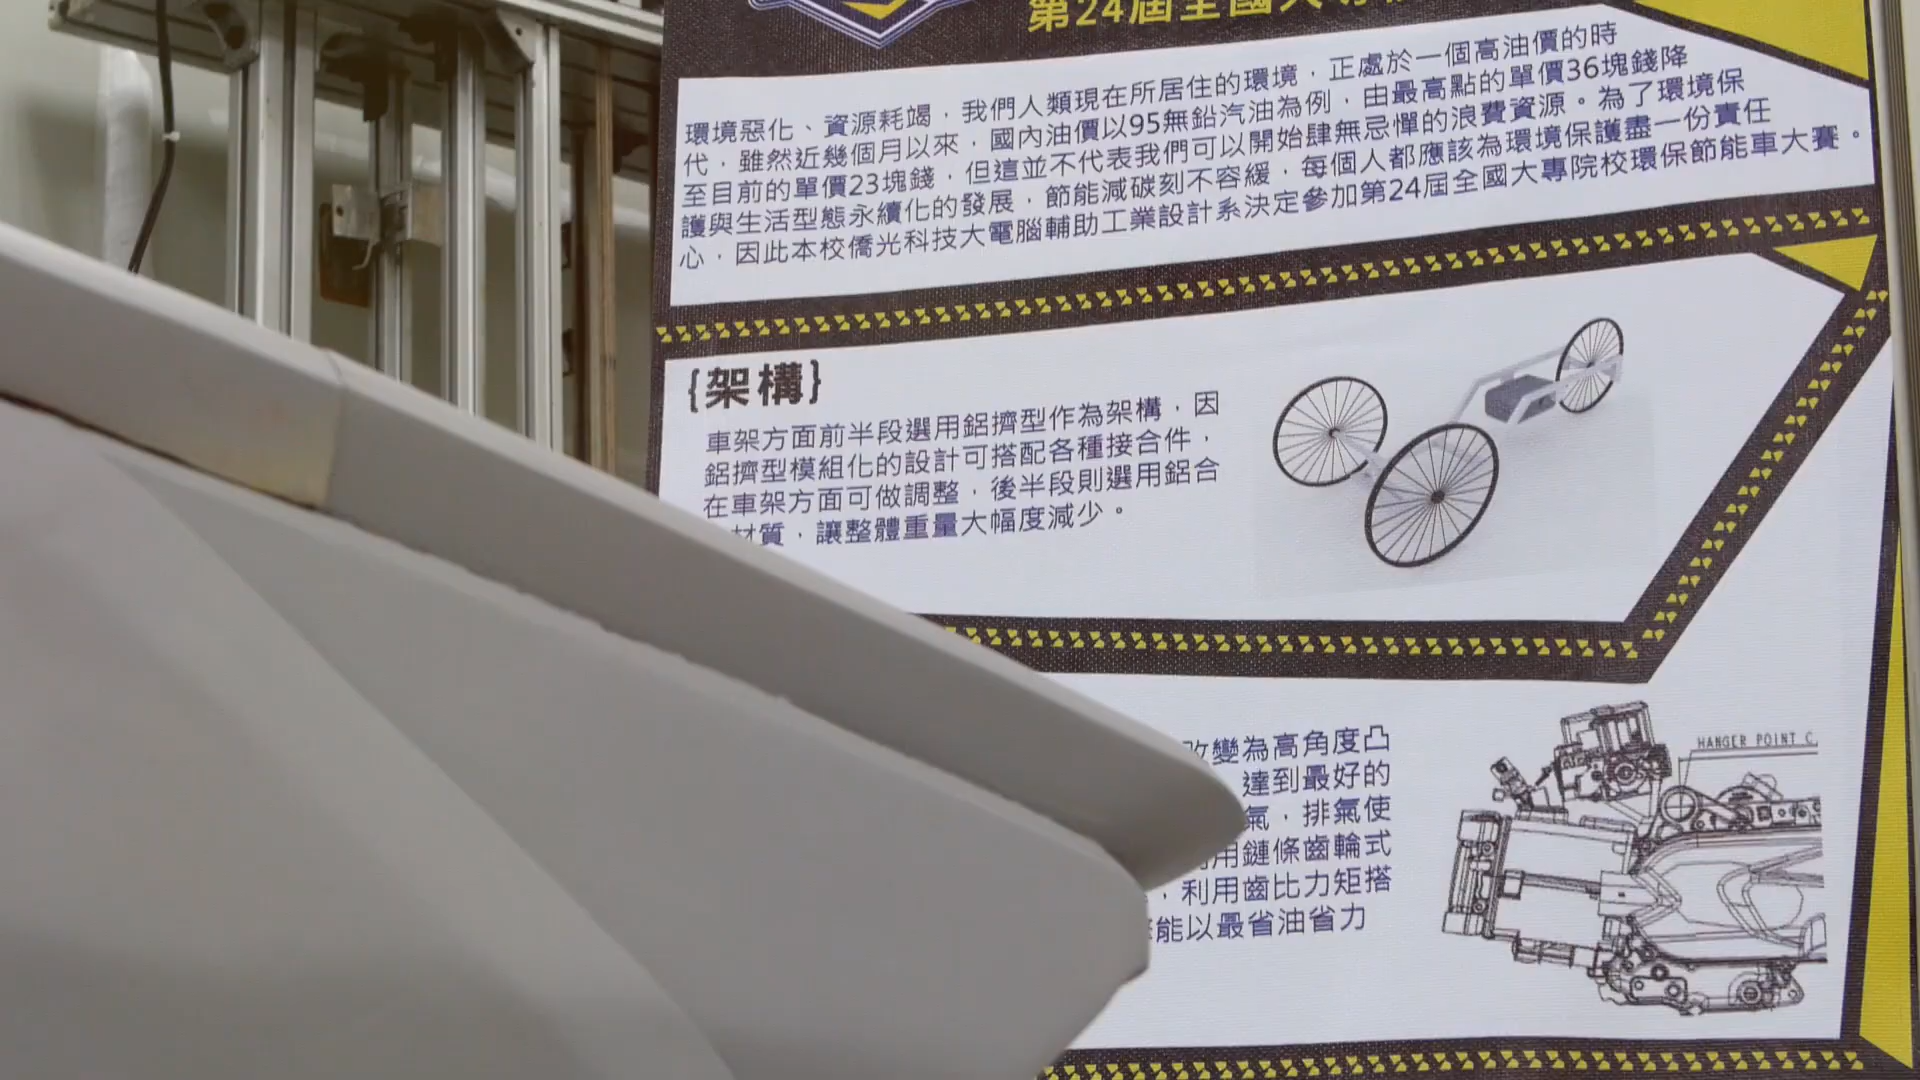 第24屆全國大專
環境惡化、資源耗竭，我們人類現在所居住的環境，正處於一個高油價的時
代，雖然近幾個月以來，國內油價以95無鉛汽油為例，由最高點的單價36塊錢降
至目前的單價23塊錢，但這並不代表我們可以開始肆無忌憚的浪費資源。為了環境保
護與生活型態永續化的發展，節能減碳刻不容緩，每個人都應該為環境保護盡一份責任
心，因此本校僑光科技大電腦輔助工業設計系決定參加第24屆全國大專院校環保節能車大賽。
{架構}
車架方面前半段選用鋁擠型作為架構，因
鋁擠型模組化的設計可搭配各種接合件，
在車架方面可做調整，後半段則選用鋁合
材質，讓整體重量大幅度減少。
改變為高角度凸
達到最好的
氣，排氣使
用鏈條齒輪式
，利用齒比力矩搭
能以最省油省力
HANGER POINT C.